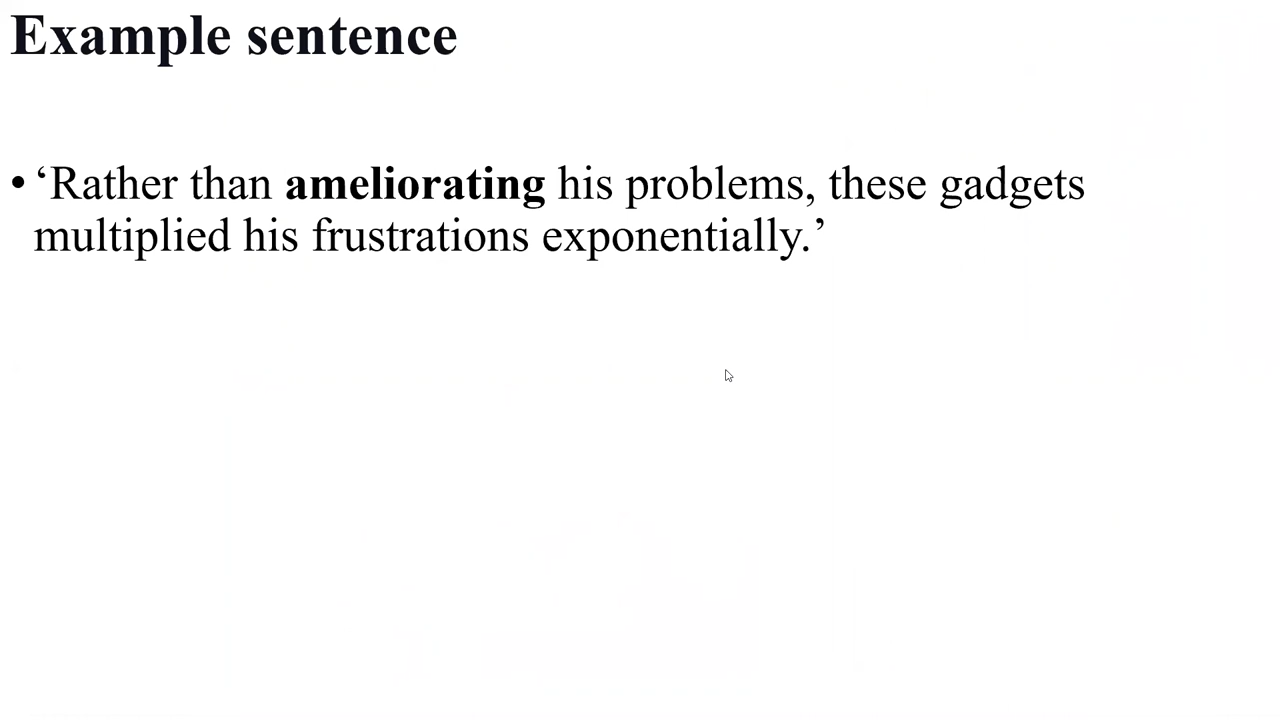 Example sentence
• ‘Rather than ameliorating his problems, these gadgets
multiplied his frustrations exponentially.’